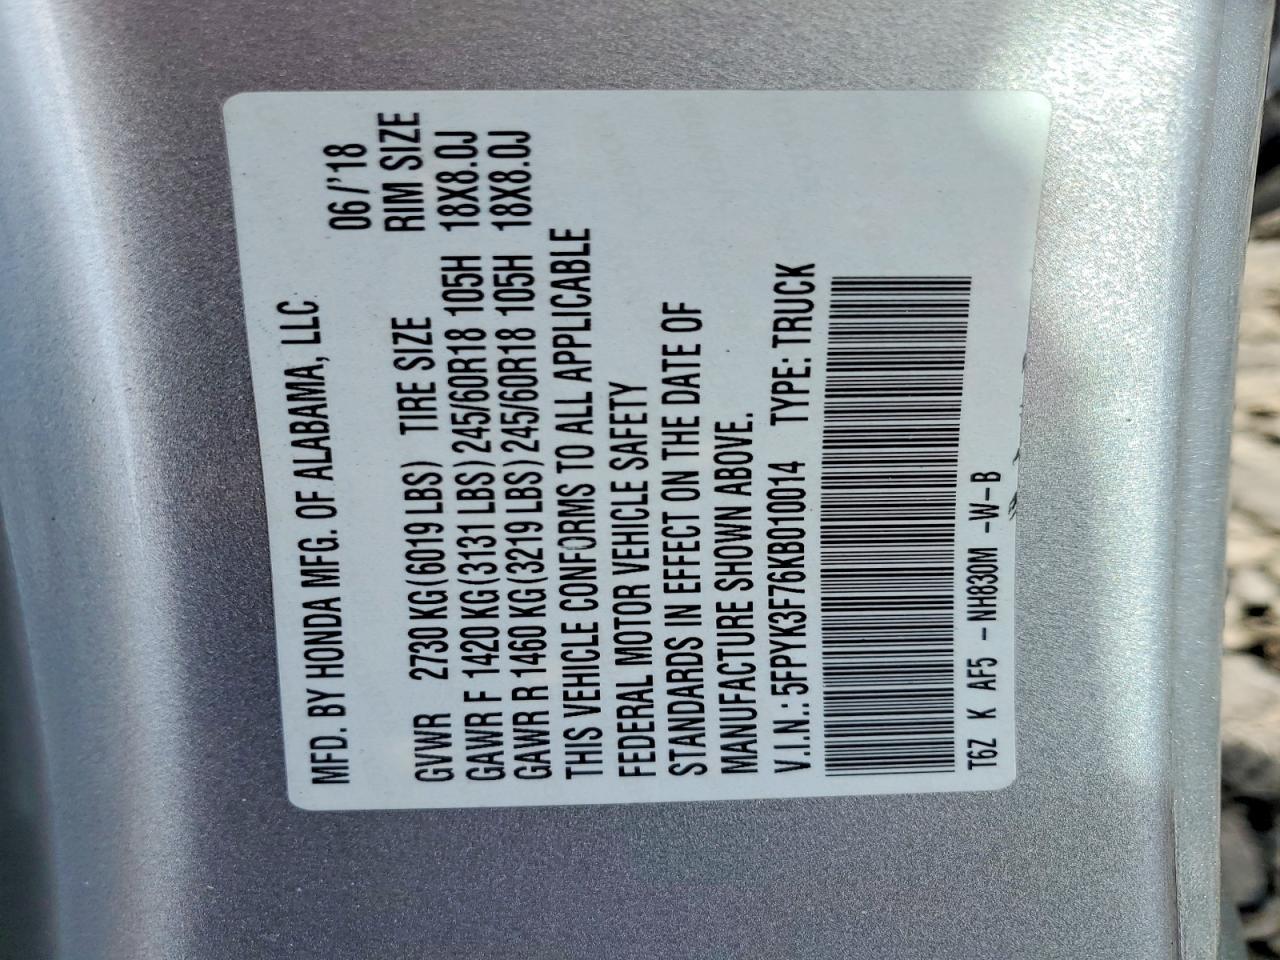 MFD. BY HONDA MFG. OF ALABAMA, LLC
06/'18
GVWR 2730 KG(6019 LBS) TIRE SIZE RIM SIZE
GAWR F 1420 KG(3131 LBS) 245/60R18 105H 18X8.0J
GAWR R 1460 KG(3219 LBS) 245/60R18 105H 18X8.0J
THIS VEHICLE CONFORMS TO ALL APPLICABLE
FEDERAL MOTOR VEHICLE SAFETY
STANDARDS IN EFFECT ON THE DATE OF
MANUFACTURE SHOWN ABOVE.
V.I.N.: 5FPYK3F76KB010014 TYPE: TRUCK
T6Z K AF5 - NH830M -W-B